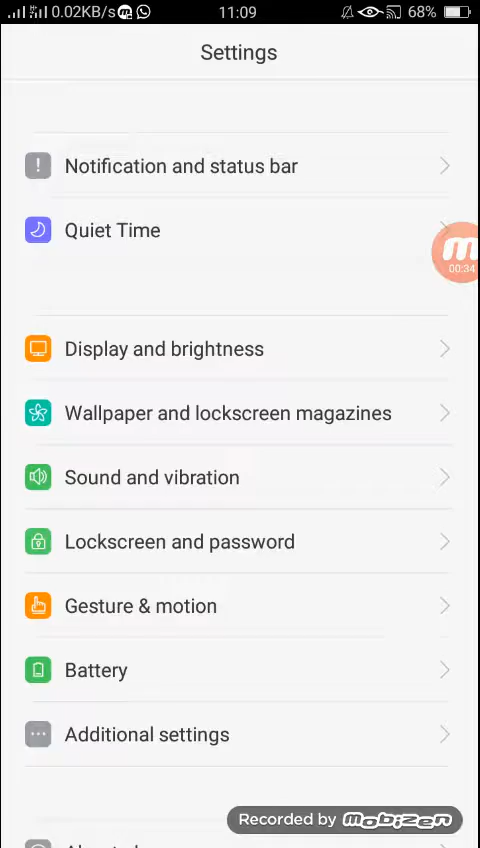 0.02KB/s 11:09 68%
Settings
Notification and status bar
Quiet Time
00:34
Display and brightness
Wallpaper and lockscreen magazines
Sound and vibration
Lockscreen and password
Gesture & motion
Battery
Additional settings
Recorded by Mobizen